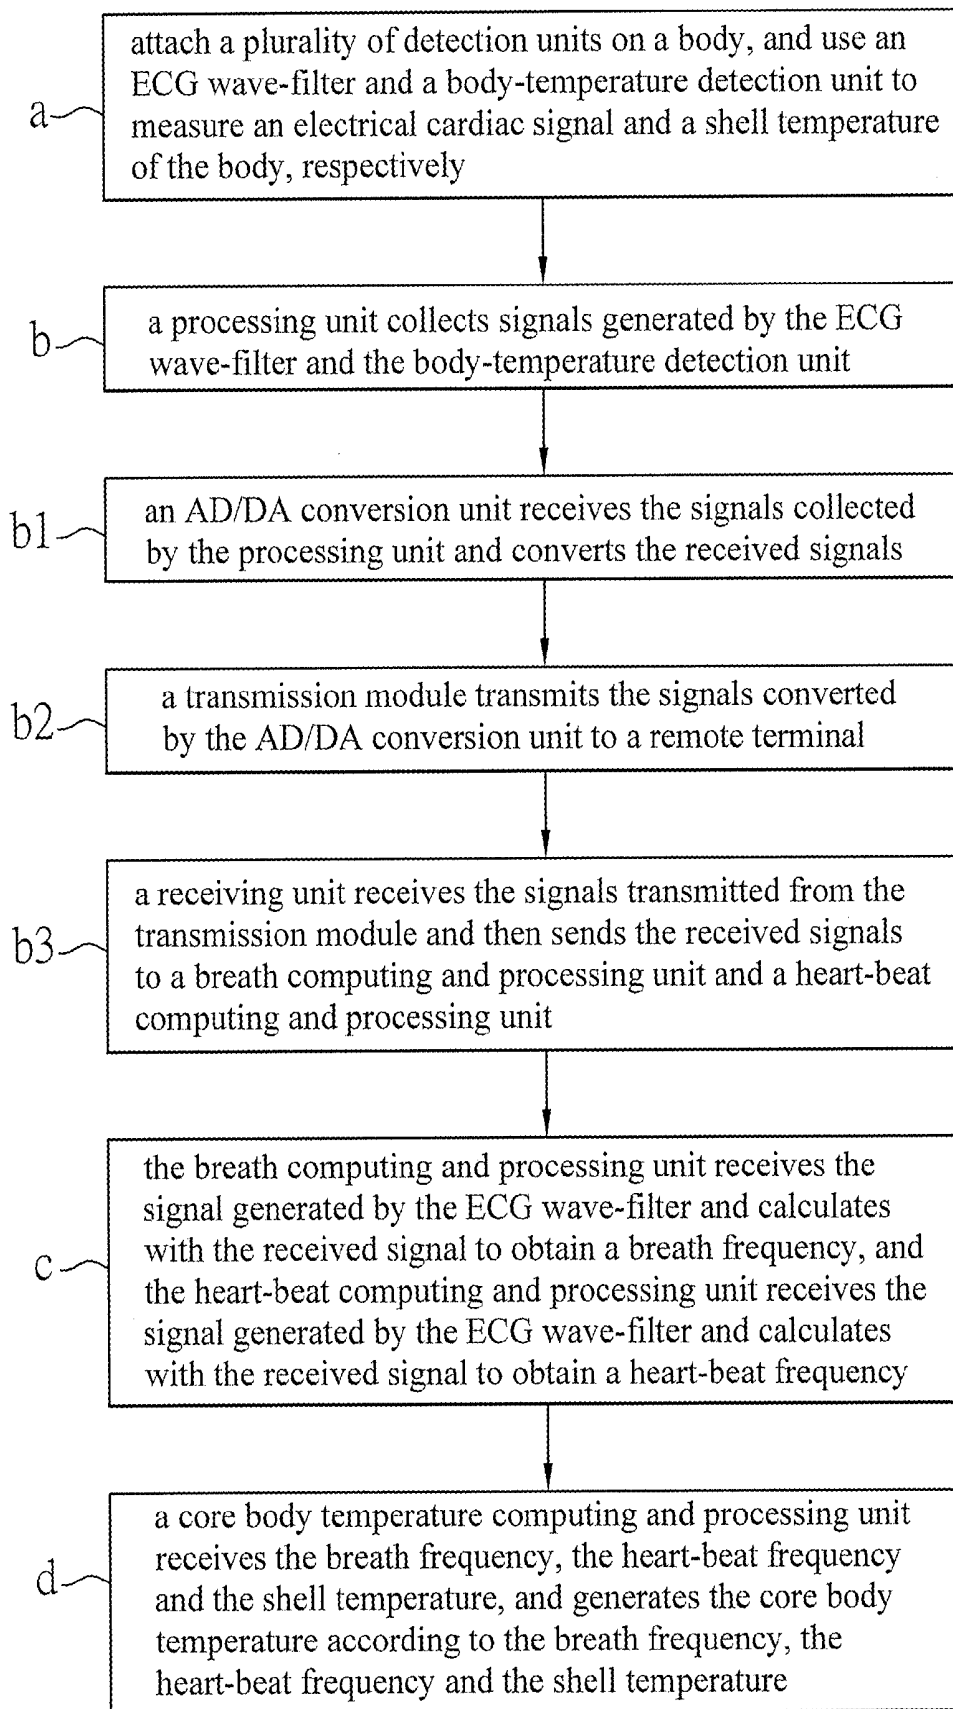 a
attach a plurality of detection units on a body, and use an
ECG wave-filter and a body-temperature detection unit to
measure an electrical cardiac signal and a shell temperature
of the body, respectively
b
a processing unit collects signals generated by the ECG
wave-filter and the body-temperature detection unit
b1
an AD/DA conversion unit receives the signals collected
by the processing unit and converts the received signals
b2
a transmission module transmits the signals converted
by the AD/DA conversion unit to a remote terminal
b3
a receiving unit receives the signals transmitted from the
transmission module and then sends the received signals
to a breath computing and processing unit and a heart-beat
computing and processing unit
c
the breath computing and processing unit receives the
signal generated by the ECG wave-filter and calculates
with the received signal to obtain a breath frequency, and
the heart-beat computing and processing unit receives the
signal generated by the ECG wave-filter and calculates
with the received signal to obtain a heart-beat frequency
d
a core body temperature computing and processing unit
receives the breath frequency, the heart-beat frequency
and the shell temperature, and generates the core body
temperature according to the breath frequency, the
heart-beat frequency and the shell temperature